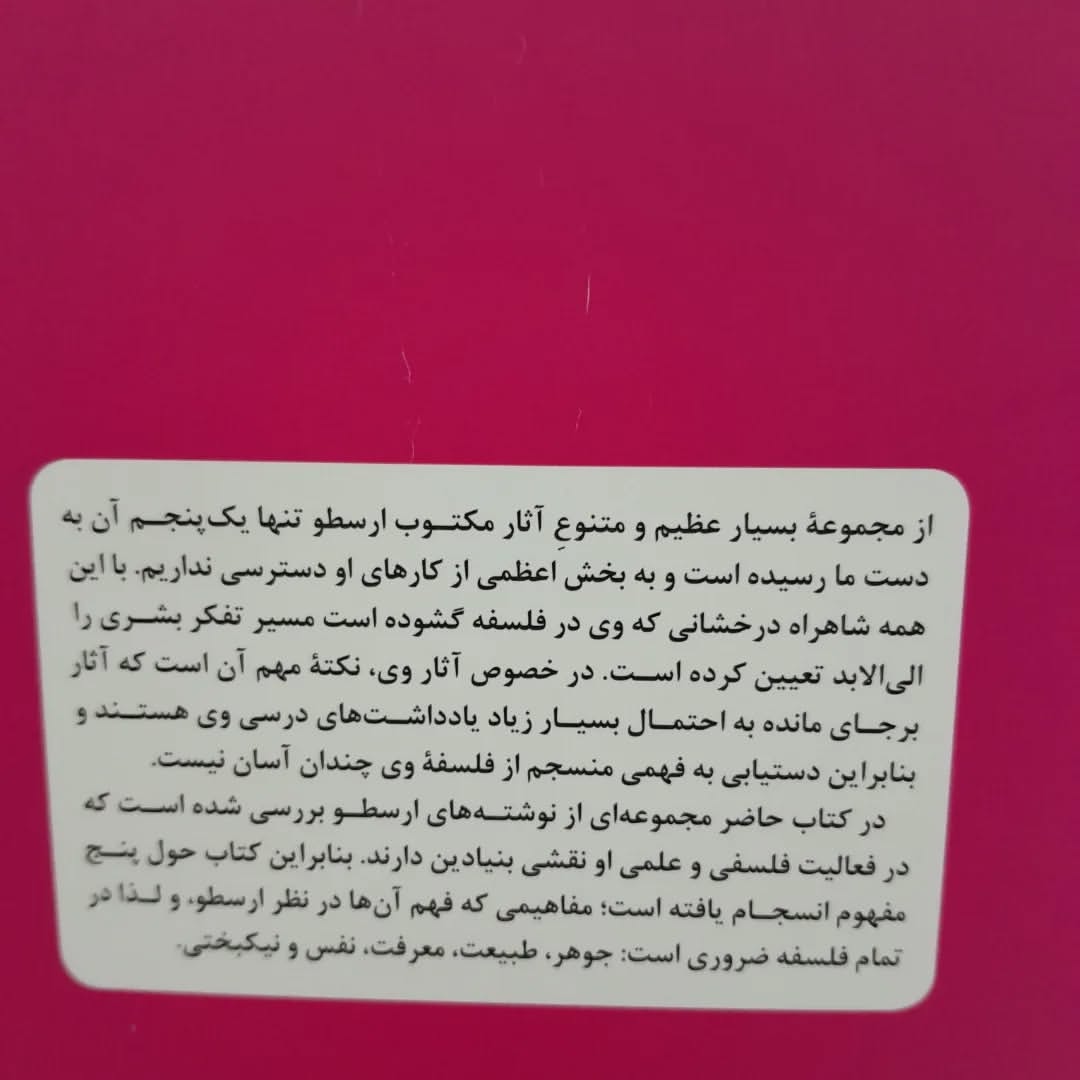 از مجموعهٔ بسیار عظیم و متنوعِ آثار مکتوب ارسطو تنها یک‌پنجم آن به
دست ما رسیده است و به بخش اعظمی از کارهای او دسترسی نداریم. با این
همه شاهراه درخشانی که وی در فلسفه گشوده است مسیر تفکر بشری را
الی‌الابد تعیین کرده است. در خصوص آثار وی، نکتهٔ مهم آن است که آثار
برجای مانده به احتمال بسیار زیاد یادداشت‌های درسی وی هستند و
بنابراین دستیابی به فهمی منسجم از فلسفهٔ وی چندان آسان نیست.
در کتاب حاضر مجموعه‌ای از نوشته‌های ارسطو بررسی شده است که
در فعالیت فلسفی و علمی او نقشی بنیادین دارند. بنابراین کتاب حول پنج
مفهوم انسجام یافته است؛ مفاهیمی که فهم آن‌ها در نظر ارسطو، و لذا در
تمام فلسفه ضروری است: جوهر، طبیعت، معرفت، نفس و نیکبختی.